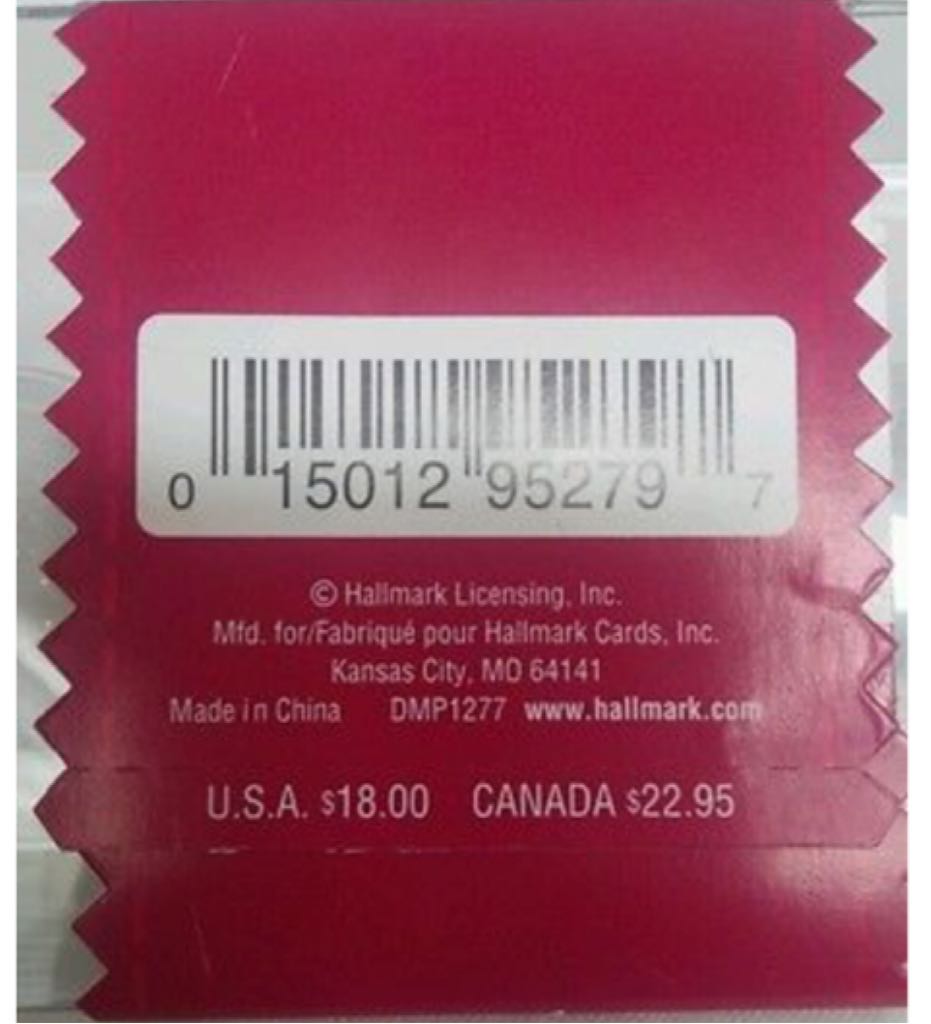 0 15012 95279 7
© Hallmark Licensing, Inc.
Mfd. for/Fabriqué pour Hallmark Cards, Inc.
Kansas City, MO 64141
Made in China DMP1277 www.hallmark.com
U.S.A. $18.00 CANADA $22.95